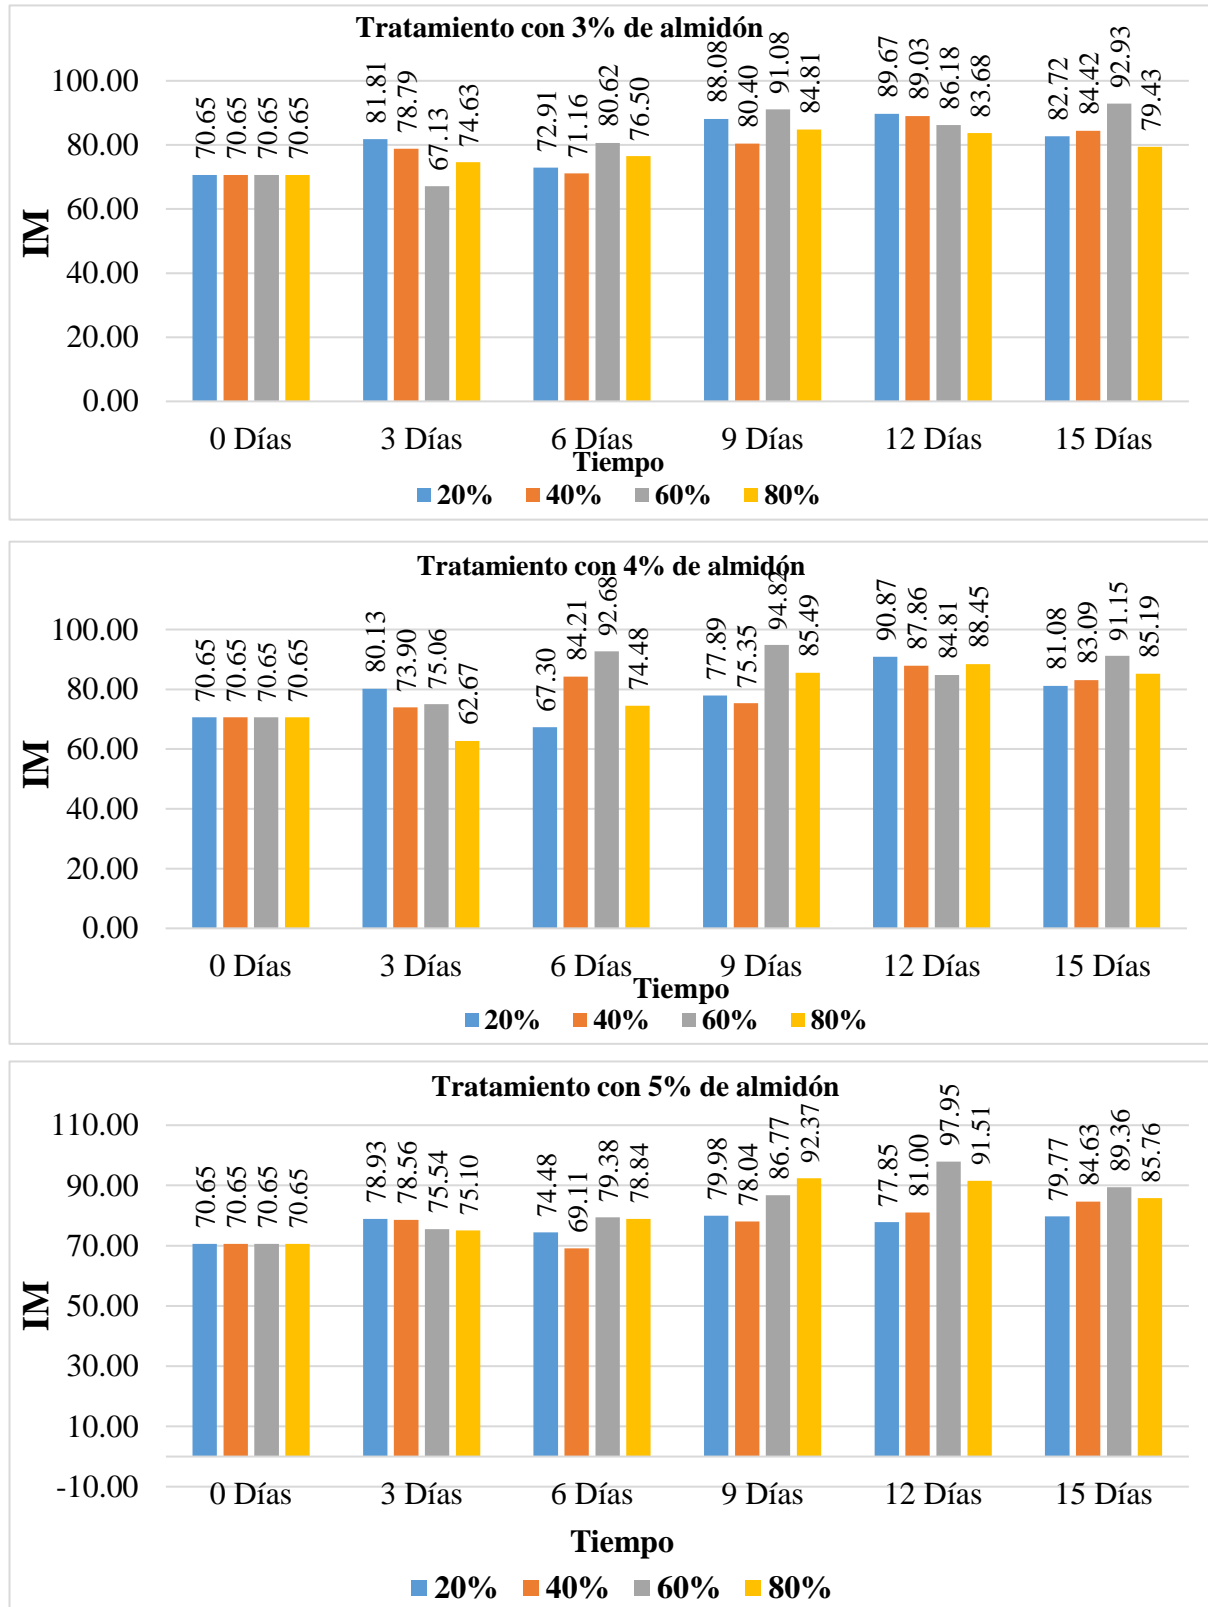 Tratamiento con 3% de almidón
70.65 70.65 70.65 70.65 81.81 78.79 67.13 74.63 72.91 71.16 80.62 76.50 88.08 80.40 91.08 84.81 89.67 89.03 86.18 83.68 82.72 84.42 92.93 79.43
100.00
80.00
60.00
40.00
20.00
0.00
IM
0 Días 3 Días 6 Días 9 Días 12 Días 15 Días
Tiempo
20% 40% 60% 80%
Tratamiento con 4% de almidón
70.65 70.65 70.65 70.65 80.13 73.90 75.06 62.67 67.30 84.21 92.68 74.48 77.89 75.35 94.82 85.49 90.87 87.86 84.81 88.45 81.08 83.09 91.15 85.19
100.00
80.00
60.00
40.00
20.00
0.00
IM
0 Días 3 Días 6 Días 9 Días 12 Días 15 Días
Tiempo
20% 40% 60% 80%
Tratamiento con 5% de almidón
70.65 70.65 70.65 70.65 78.93 78.56 75.54 75.10 74.48 69.11 79.38 78.84 79.98 78.04 86.77 92.37 77.85 81.00 97.95 91.51 79.77 84.63 89.36 85.76
110.00
90.00
70.00
50.00
30.00
10.00
-10.00
IM
0 Días 3 Días 6 Días 9 Días 12 Días 15 Días
Tiempo
20% 40% 60% 80%